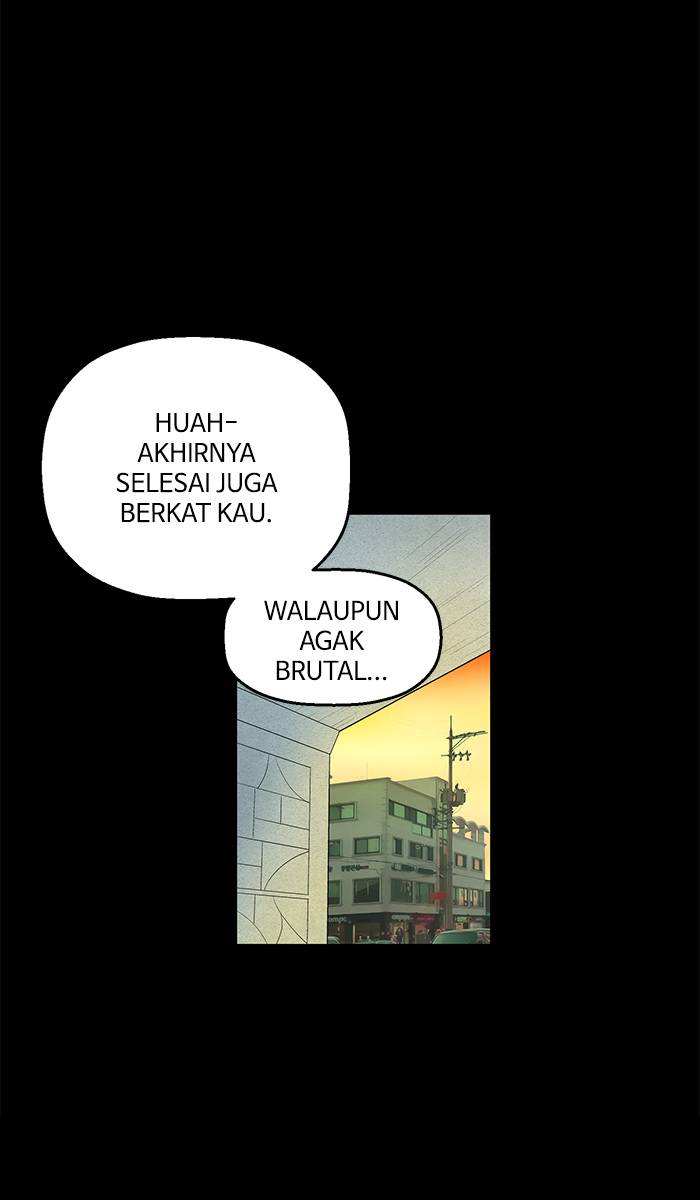 HUAH-
AKHIRNYA
SELESAI JUGA
BERKAT KAU.
WALAUPUN
AGAK
BRUTAL...